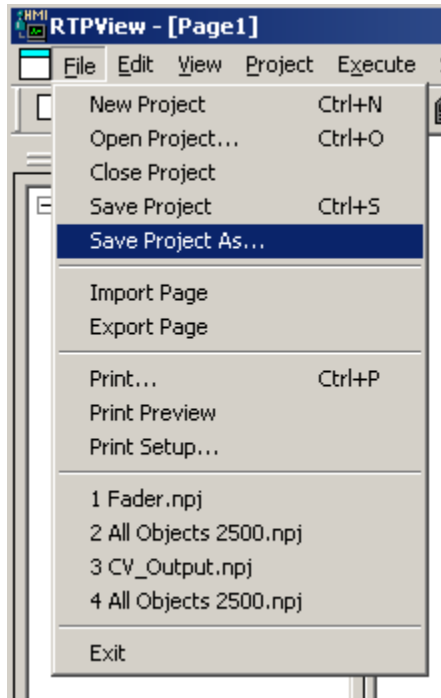 HMI
RTPView - [Page1]
File Edit View Project Execute
New Project Ctrl+N
Open Project... Ctrl+O
Close Project
Save Project Ctrl+S
Save Project As...
Import Page
Export Page
Print... Ctrl+P
Print Preview
Print Setup...
1 Fader.npj
2 All Objects 2500.npj
3 CV_Output.npj
4 All Objects 2500.npj
Exit